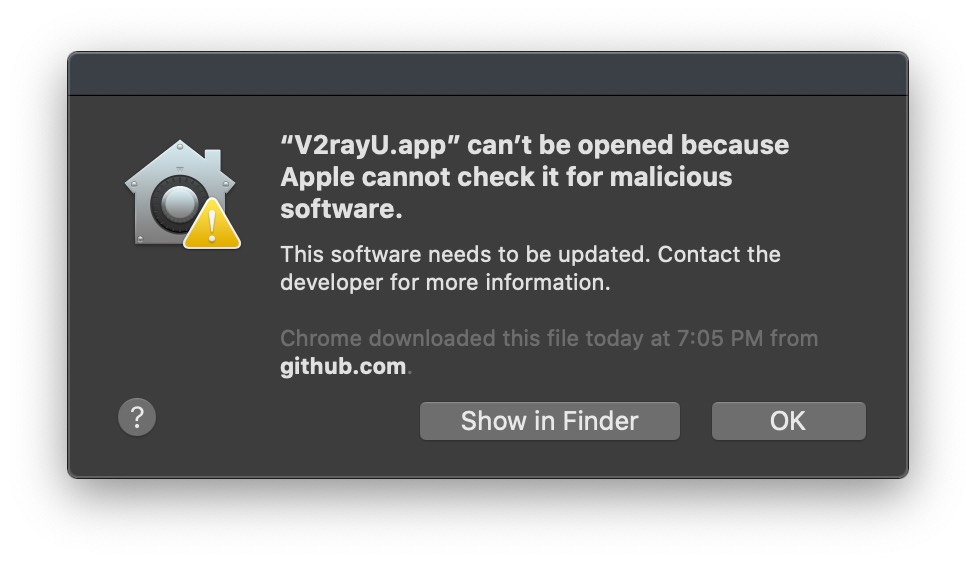 “V2rayU.app” can’t be opened because
Apple cannot check it for malicious
software.
This software needs to be updated. Contact the
developer for more information.
Chrome downloaded this file today at 7:05 PM from
github.com.
?
Show in Finder
OK